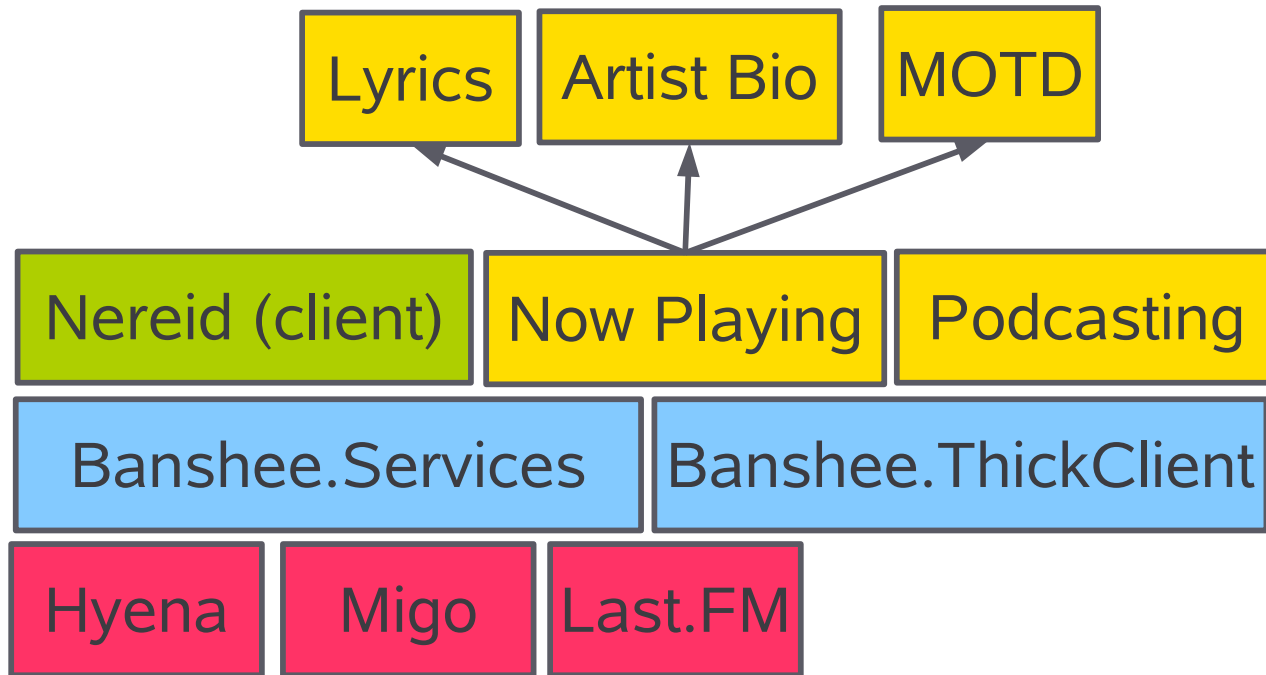 Lyrics
Artist Bio
MOTD
Nereid (client)
Now Playing
Podcasting
Banshee.Services
Banshee.ThickClient
Hyena
Migo
Last.FM